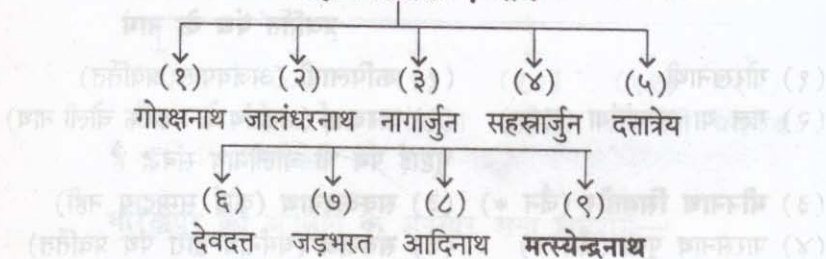 (१) (२) (३) (४) (५)
गोरक्षनाथ जालंधरनाथ नागार्जुन सहस्त्रार्जुन दत्तात्रेय
(६) (७) (८) (९)
देवदत्त जड़भरत आदिनाथ मत्स्येन्द्रनाथ